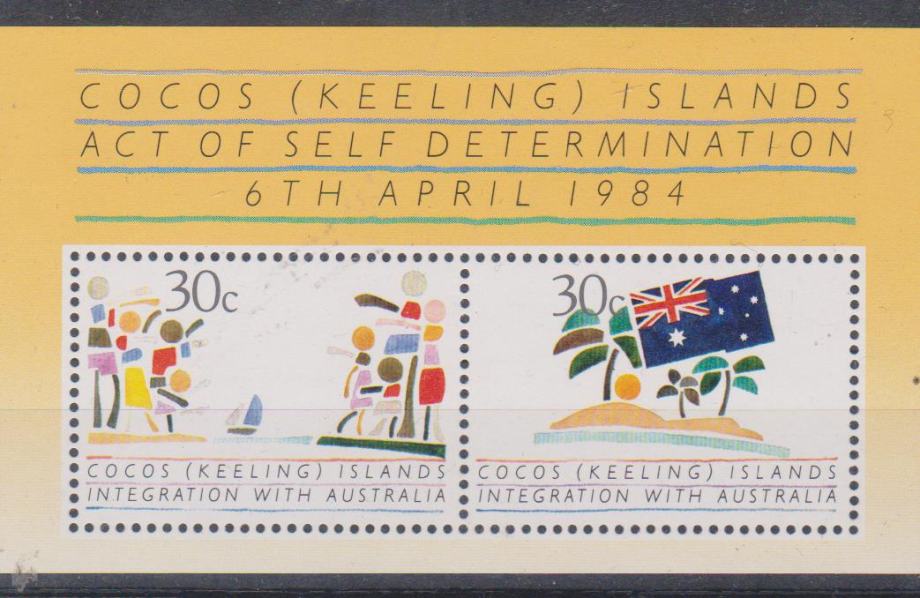 COCOS (KEELING) ISLANDS
ACT OF SELF DETERMINATION
6TH APRIL 1984
30c
COCOS (KEELING) ISLANDS
INTEGRATION WITH AUSTRALIA
30c
COCOS (KEELING) ISLANDS
INTEGRATION WITH AUSTRALIA